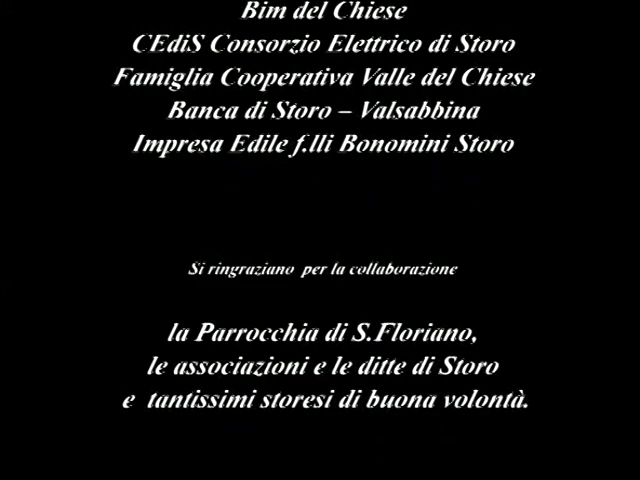 Bim del Chiese
CEdiS Consorzio Elettrico di Storo
Famiglia Cooperativa Valle del Chiese
Banca di Storo – Valsabbina
Impresa Edile f.lli Bonomini Storo
Si ringraziano per la collaborazione
la Parrocchia di S.Floriano,
le associazioni e le ditte di Storo
e tantissimi storesi di buona volontà.